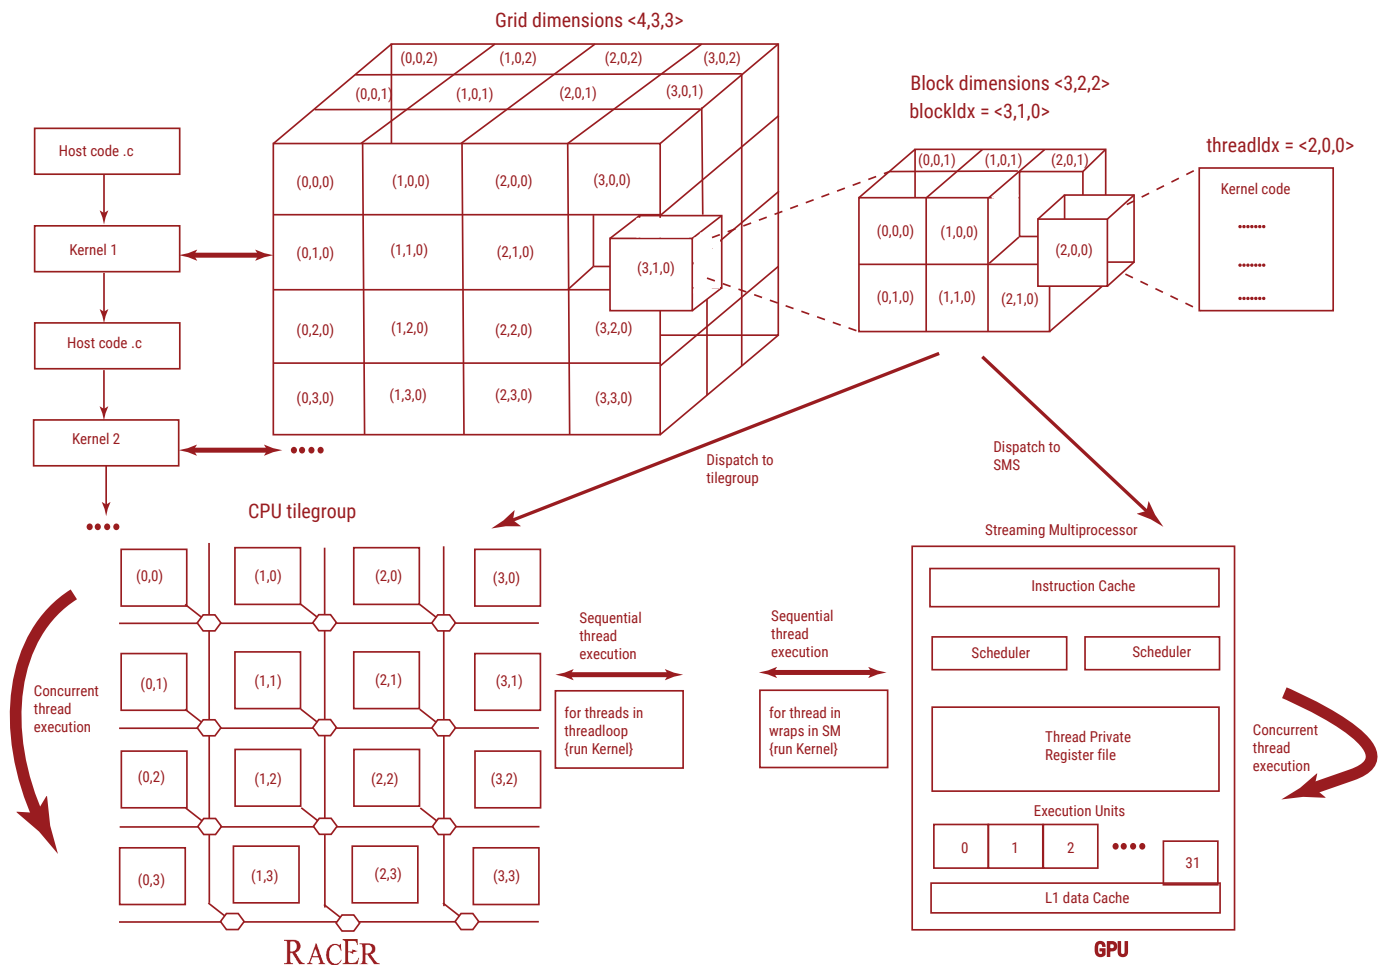 Grid dimensions <4,3,3>
(0,0,2) (1,0,2) (2,0,2) (3,0,2)
(0,0,1) (1,0,1) (2,0,1) (3,0,1)
(0,0,0) (1,0,0) (2,0,0) (3,0,0)
(0,1,0) (1,1,0) (2,1,0) (3,1,0)
(0,2,0) (1,2,0) (2,2,0) (3,2,0)
(0,3,0) (1,3,0) (2,3,0) (3,3,0)
Host code .c
Kernel 1
Host code .c
Kernel 2
Block dimensions <3,2,2>
blockIdx = <3,1,0>
(0,0,1) (1,0,1) (2,0,1)
(0,0,0) (1,0,0) (2,0,0)
(0,1,0) (1,1,0) (2,1,0)
threadIdx = <2,0,0>
Kernel code
.......
.......
.......
Dispatch to
tilegroup
Dispatch to
SMS
CPU tilegroup
(0,0) (1,0) (2,0) (3,0)
(0,1) (1,1) (2,1) (3,1)
(0,2) (1,2) (2,2) (3,2)
(0,3) (1,3) (2,3) (3,3)
Concurrent
thread
execution
RACER
Sequential
thread
execution
for threads in
threadloop
{run Kernel}
Sequential
thread
execution
for thread in
wraps in SM
{run Kernel}
Streaming Multiprocessor
Instruction Cache
Scheduler Scheduler
Thread Private
Register file
Execution Units
0 1 2 .... 31
L1 data Cache
GPU
Concurrent
thread
execution